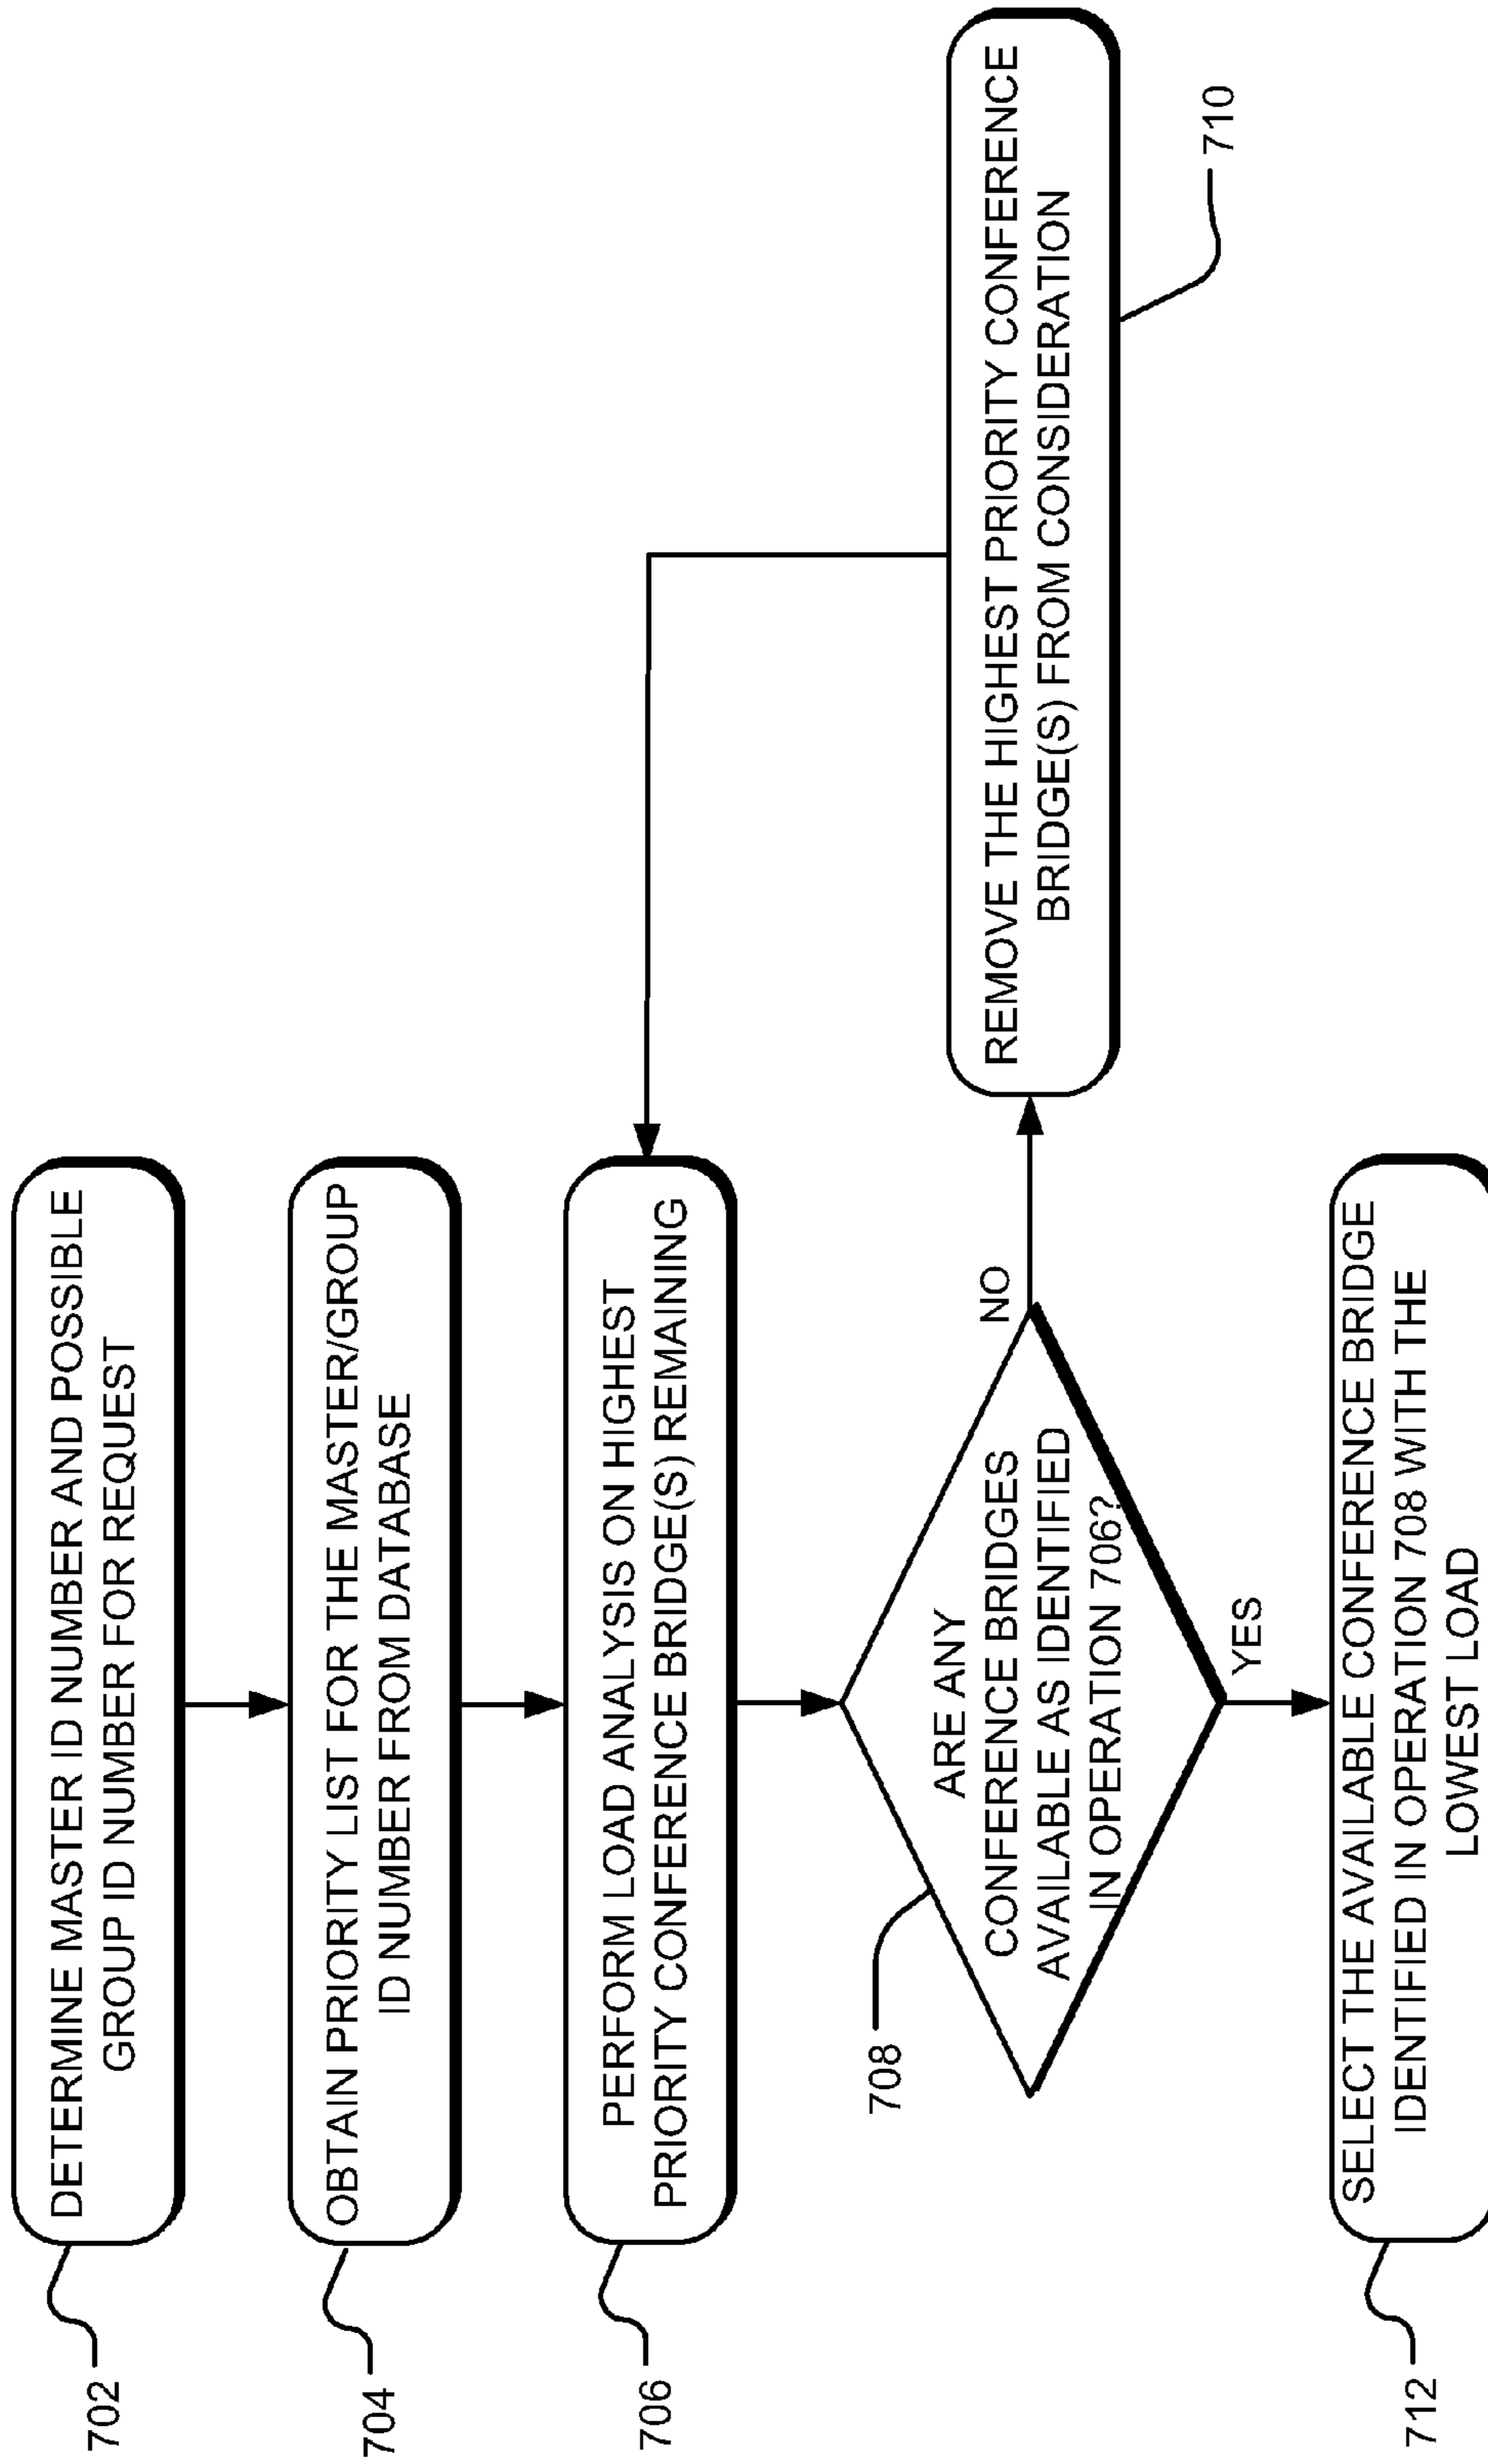 702
DETERMINE MASTER ID NUMBER AND POSSIBLE
GROUP ID NUMBER FOR REQUEST
704
OBTAIN PRIORITY LIST FOR THE MASTER/GROUP
ID NUMBER FROM DATABASE
706
PERFORM LOAD ANALYSIS ON HIGHEST
PRIORITY CONFERENCE BRIDGE(S) REMAINING
708
ARE ANY
CONFERENCE BRIDGES
AVAILABLE AS IDENTIFIED
IN OPERATION 706?
NO
REMOVE THE HIGHEST PRIORITY CONFERENCE
BRIDGE(S) FROM CONSIDERATION
710
YES
712
SELECT THE AVAILABLE CONFERENCE BRIDGE
IDENTIFIED IN OPERATION 708 WITH THE
LOWEST LOAD